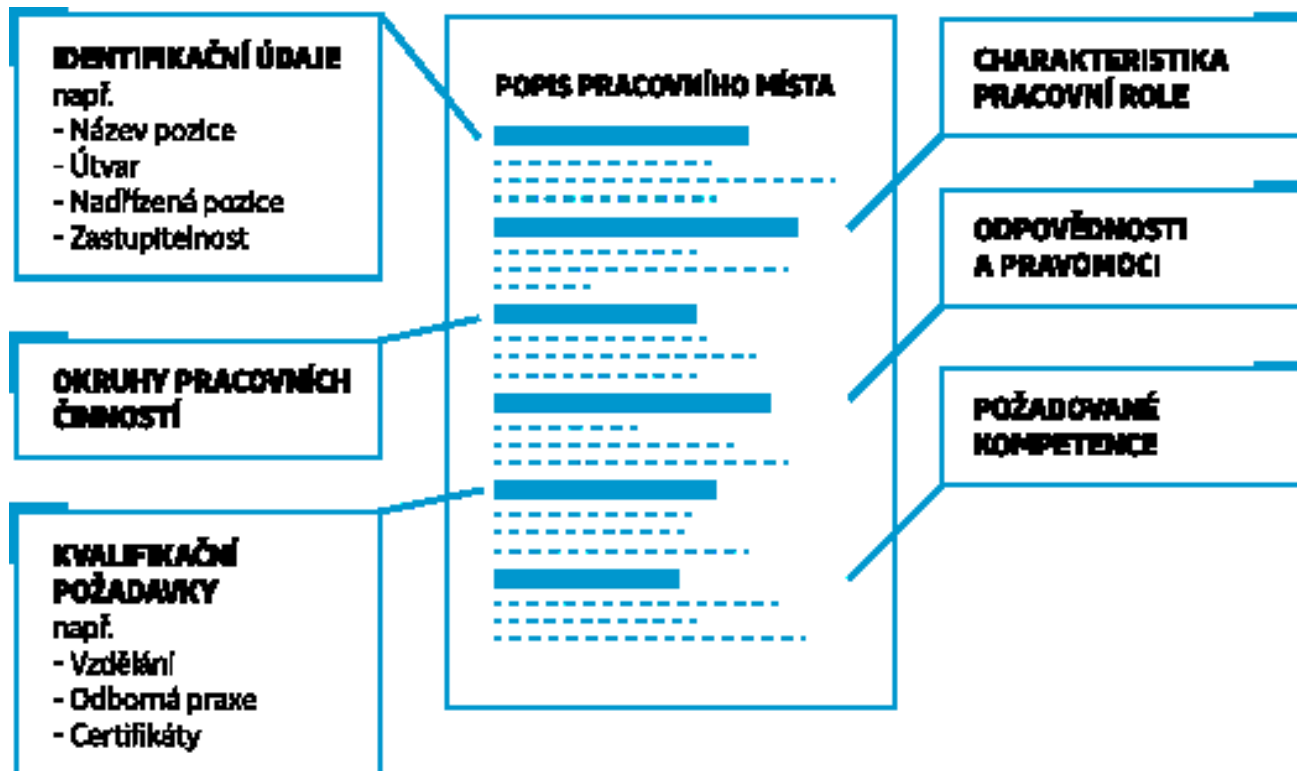 IDENTIFIKAČNÍ ÚDAJE
např.
- Název pozice
- Útvar
- Nadřízená pozice
- Zastupitelnost
OKRUHY PRACOVNÍCH
ČINNOSTÍ
KVALIFIKAČNÍ
POŽADAVKY
např.
- Vzdělání
- Odborná praxe
- Certifikáty
POPIS PRACOVNÍHO MÍSTA
CHARAKTERISTIKA
PRACOVNÍ ROLE
ODPOVĚDNOSTI
A PRAVOMOCI
POŽADOVANÉ
KOMPETENCE